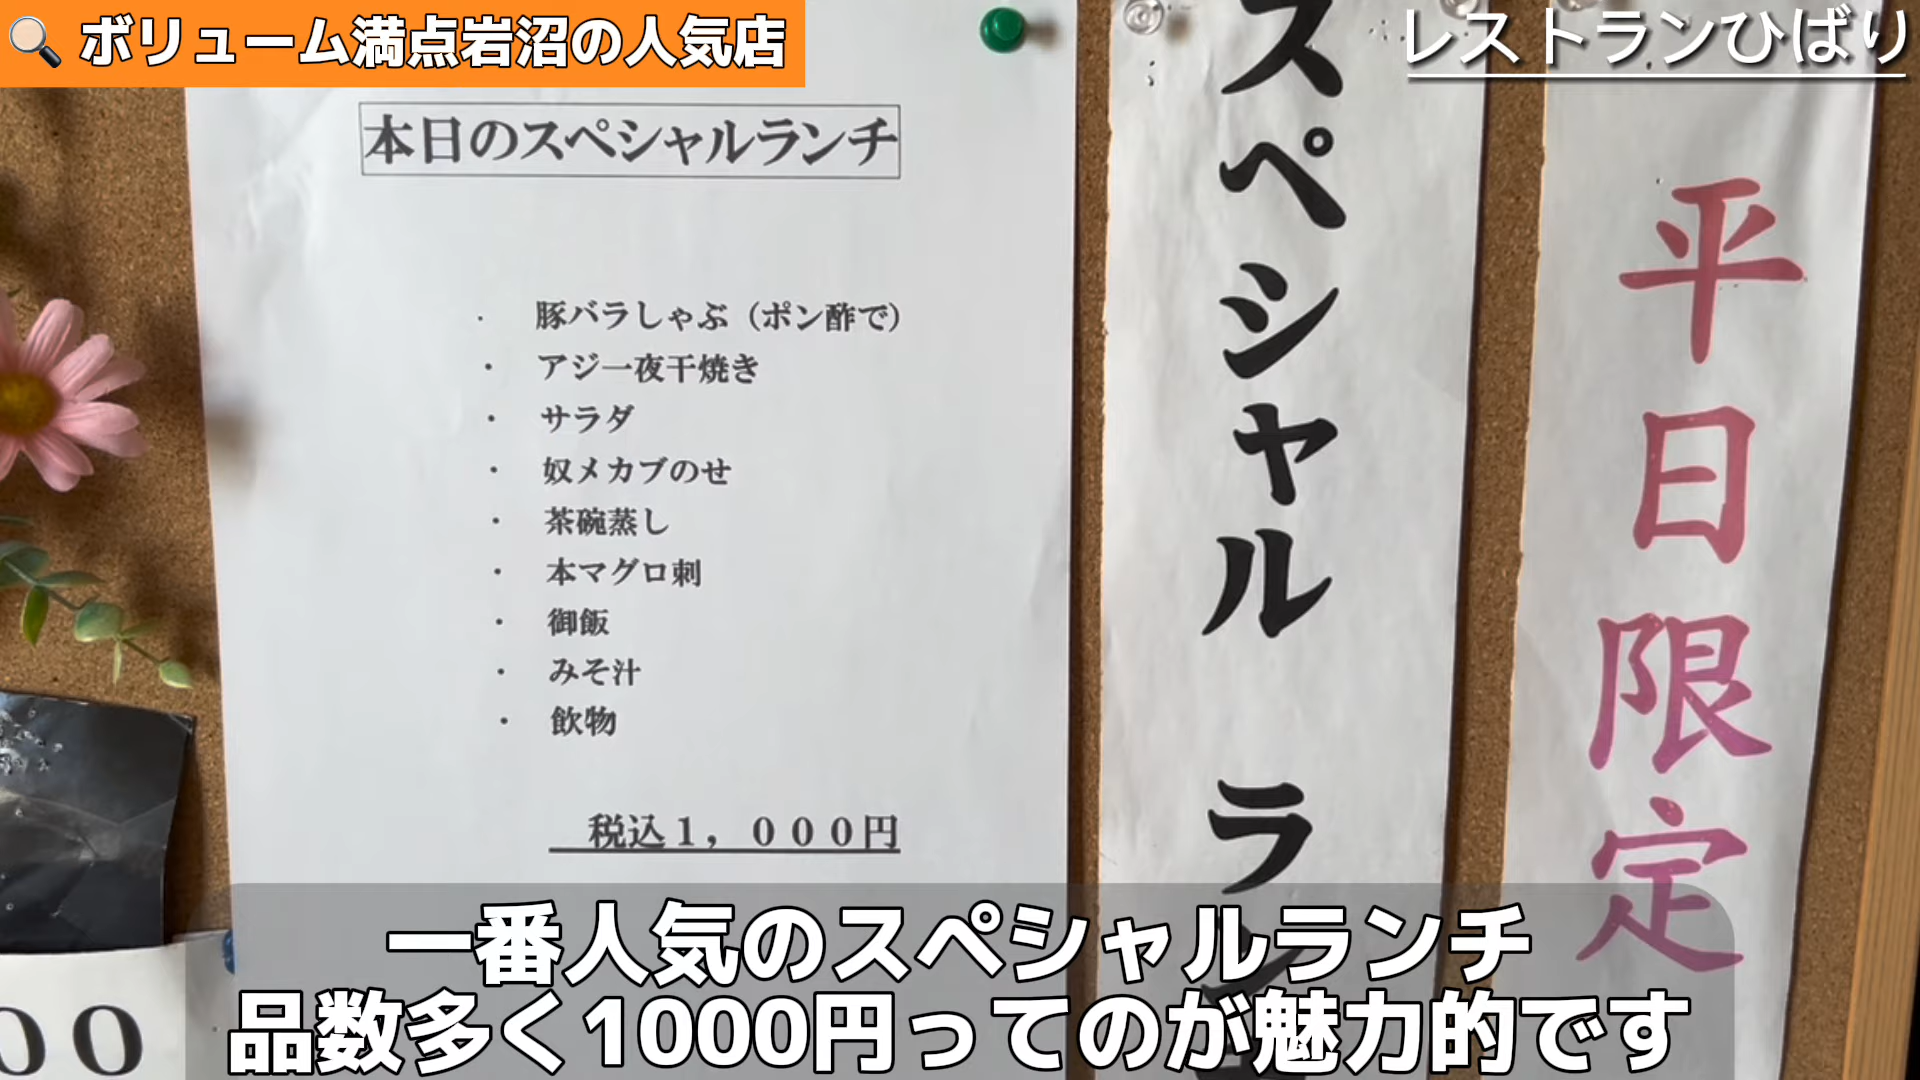 ボリューム満点岩沼の人気店
レストランひばり
本日のスペシャルランチ
・ 豚バラしゃぶ（ポン酢で）
・ アジ一夜干焼き
・ サラダ
・ 奴メカブのせ
・ 茶碗蒸し
・ 本マグロ刺
・ 御飯
・ みそ汁
・ 飲物
税込１，０００円
スペシャル ラン
平日限定
00
一番人気のスペシャルランチ
品数多く1000円ってのが魅力的です